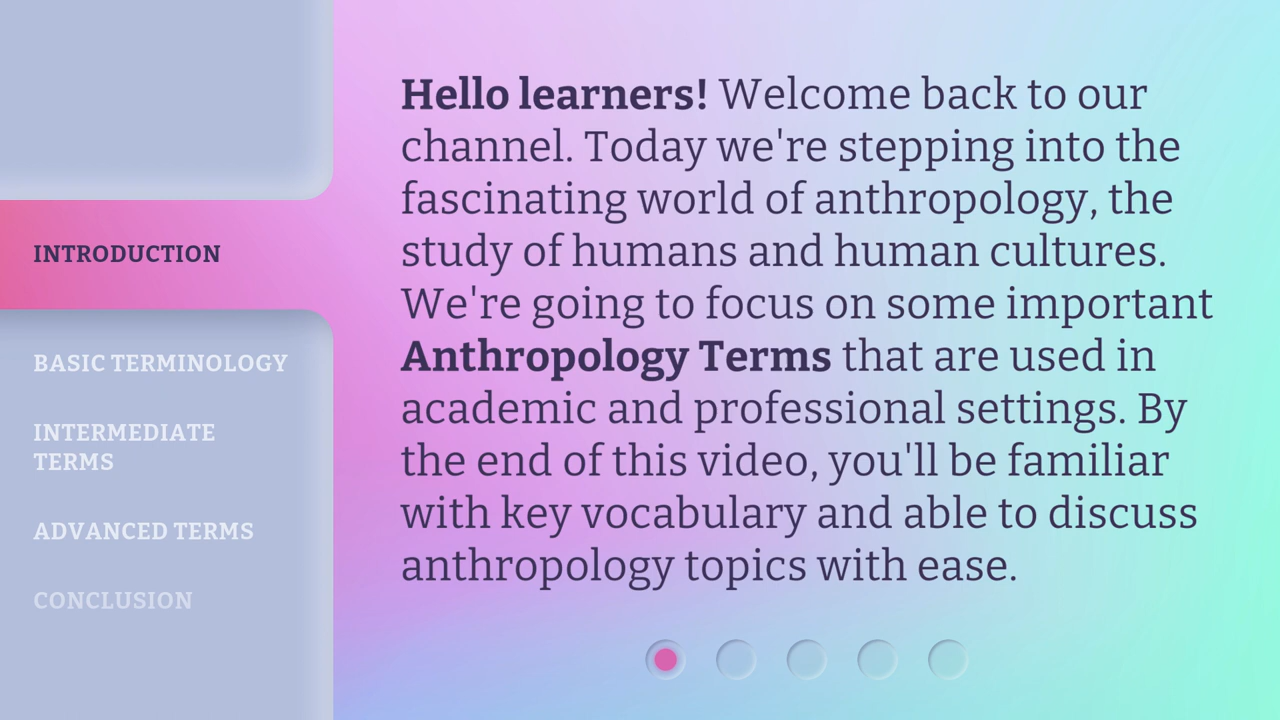 INTRODUCTION
BASIC TERMINOLOGY
INTERMEDIATE
TERMS
ADVANCED TERMS
CONCLUSION
Hello learners! Welcome back to our
channel. Today we're stepping into the
fascinating world of anthropology, the
study of humans and human cultures.
We're going to focus on some important
Anthropology Terms that are used in
academic and professional settings. By
the end of this video, you'll be familiar
with key vocabulary and able to discuss
anthropology topics with ease.